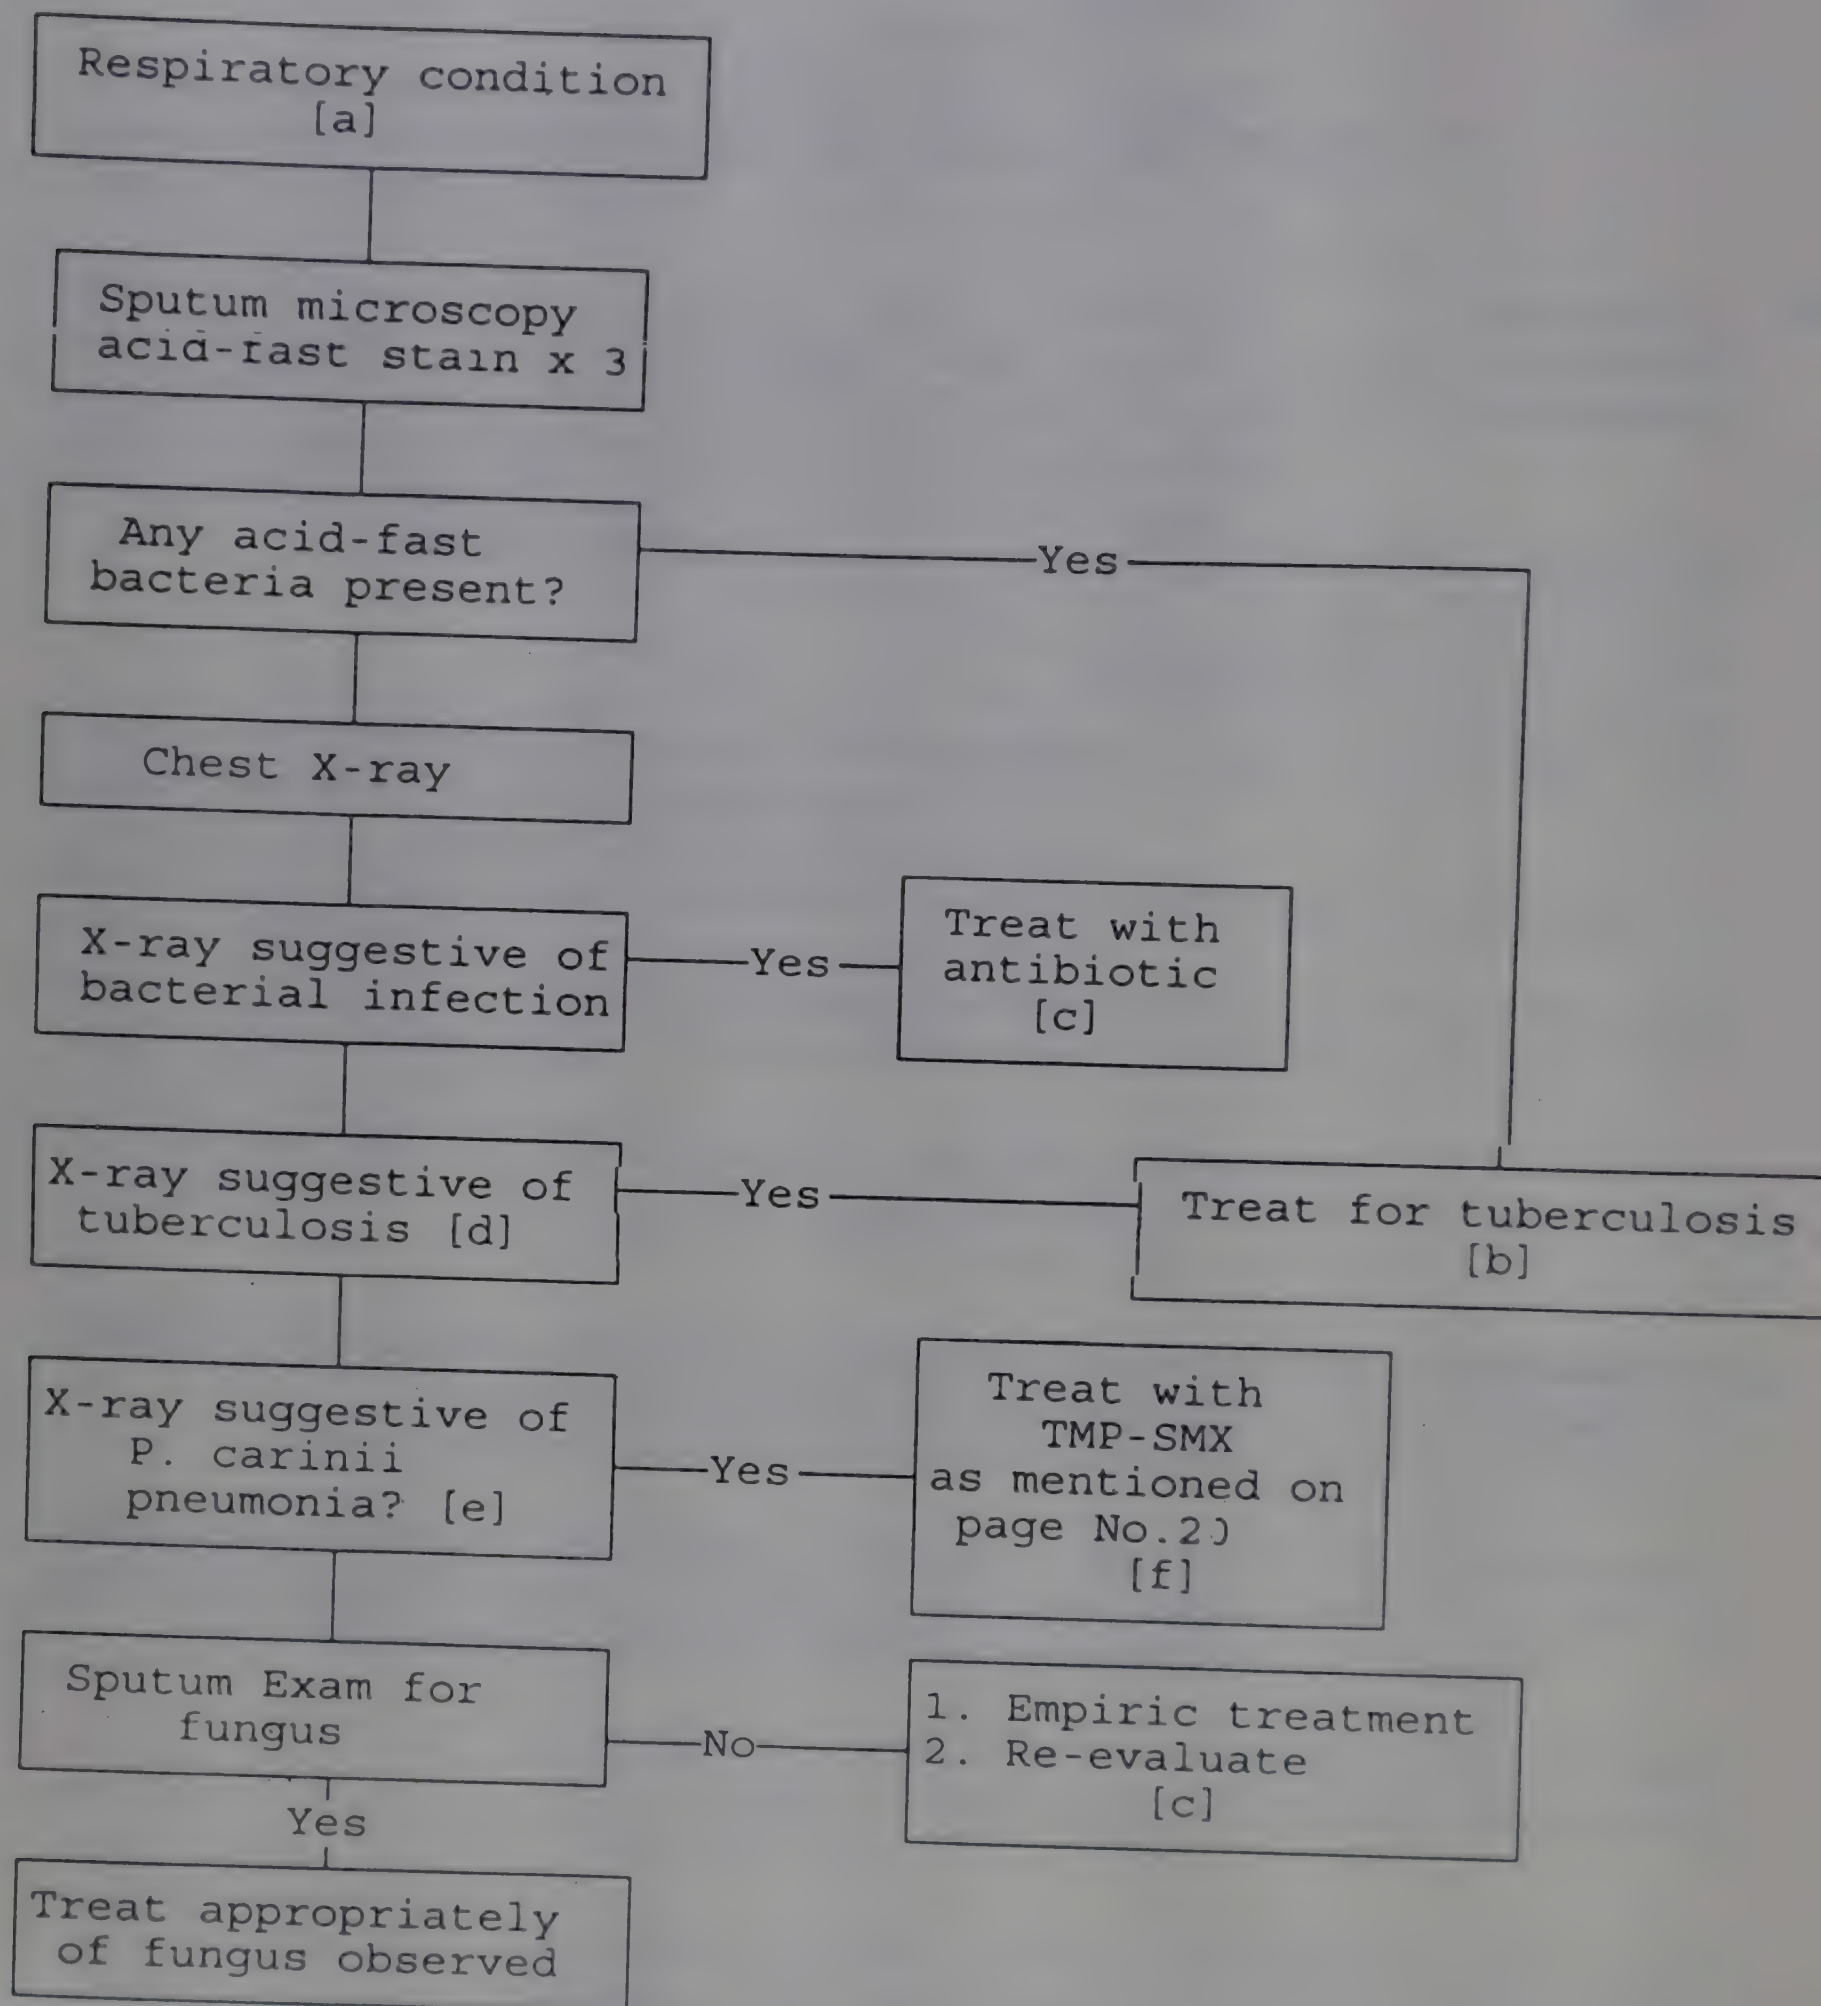 Respiratory condition
[a]
Sputum microscopy
acid-fast stain x 3
Any acid-fast
bacteria present?
Yes
Chest X-ray
X-ray suggestive of
bacterial infection
Yes
Treat with
antibiotic
[c]
X-ray suggestive of
tuberculosis [d]
Yes
Treat for tuberculosis
[b]
X-ray suggestive of
P. carinii
pneumonia? [e]
Yes
Treat with
TMP-SMX
as mentioned on
page No.2)
[f]
Sputum Exam for
fungus
No
1. Empiric treatment
2. Re-evaluate
[c]
Yes
Treat appropriately
of fungus observed